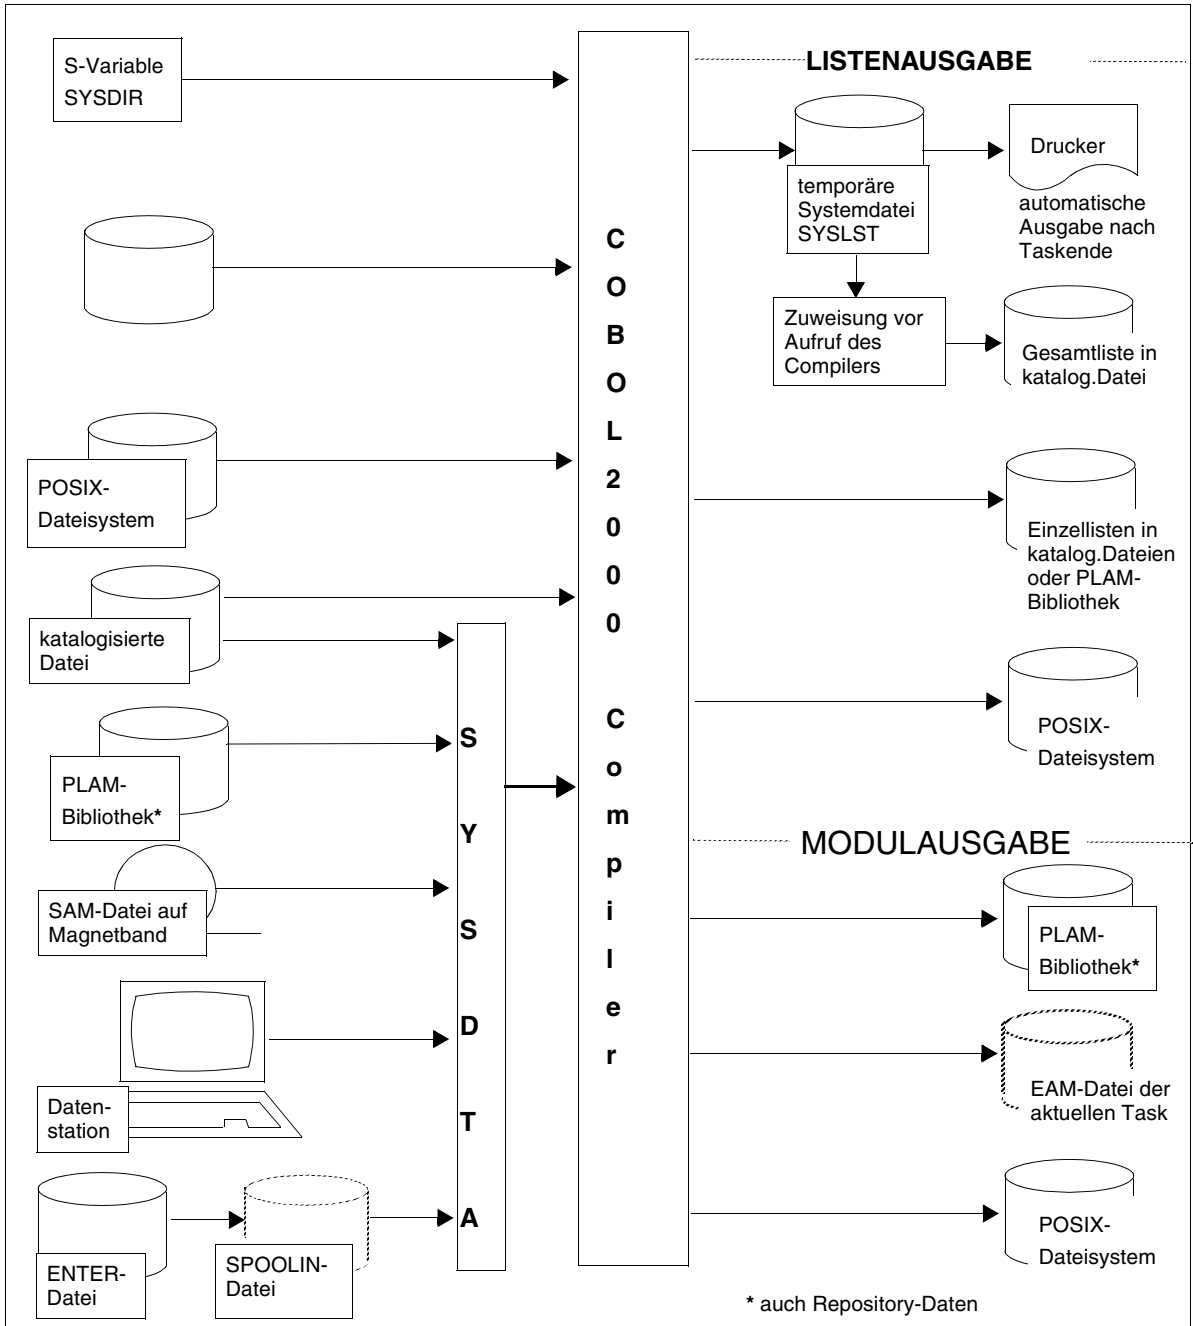 S-Variable
SYSDIR
POSIX-
Dateisystem
katalogisierte
Datei
PLAM-
Bibliothek*
SAM-Datei auf
Magnetband
Daten-
station
ENTER-
Datei
SPOOLIN-
Datei
S
Y
S
D
T
A
C
O
B
O
L
2
0
0
0
C
o
m
p
i
l
e
r
LISTENAUSGABE
temporäre
Systemdatei
SYSLST
Drucker
automatische
Ausgabe nach
Taskende
Zuweisung vor
Aufruf des
Compilers
Gesamtliste in
katalog.Datei
Einzellisten in
katalog.Dateien
oder PLAM-
Bibliothek
POSIX-
Dateisystem
MODULAUSGABE
PLAM-
Bibliothek*
EAM-Datei der
aktuellen Task
POSIX-
Dateisystem
* auch Repository-Daten